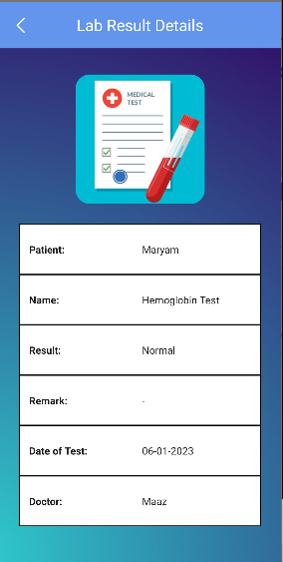 Lab Result Details
MEDICAL
TEST
Patient: Maryam
Name: Hemoglobin Test
Result: Normal
Remark: -
Date of Test: 06-01-2023
Doctor: Maaz